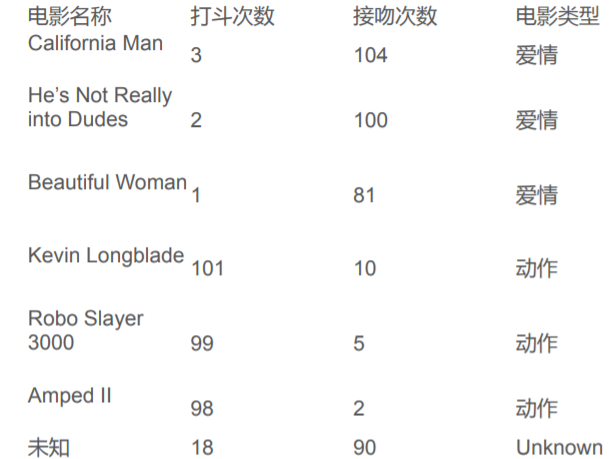 电影名称 打斗次数 接吻次数 电影类型
California Man 3 104 爱情
He’s Not Really
into Dudes 2 100 爱情
Beautiful Woman 1 81 爱情
Kevin Longblade 101 10 动作
Robo Slayer
3000 99 5 动作
Amped II 98 2 动作
未知 18 90 Unknown